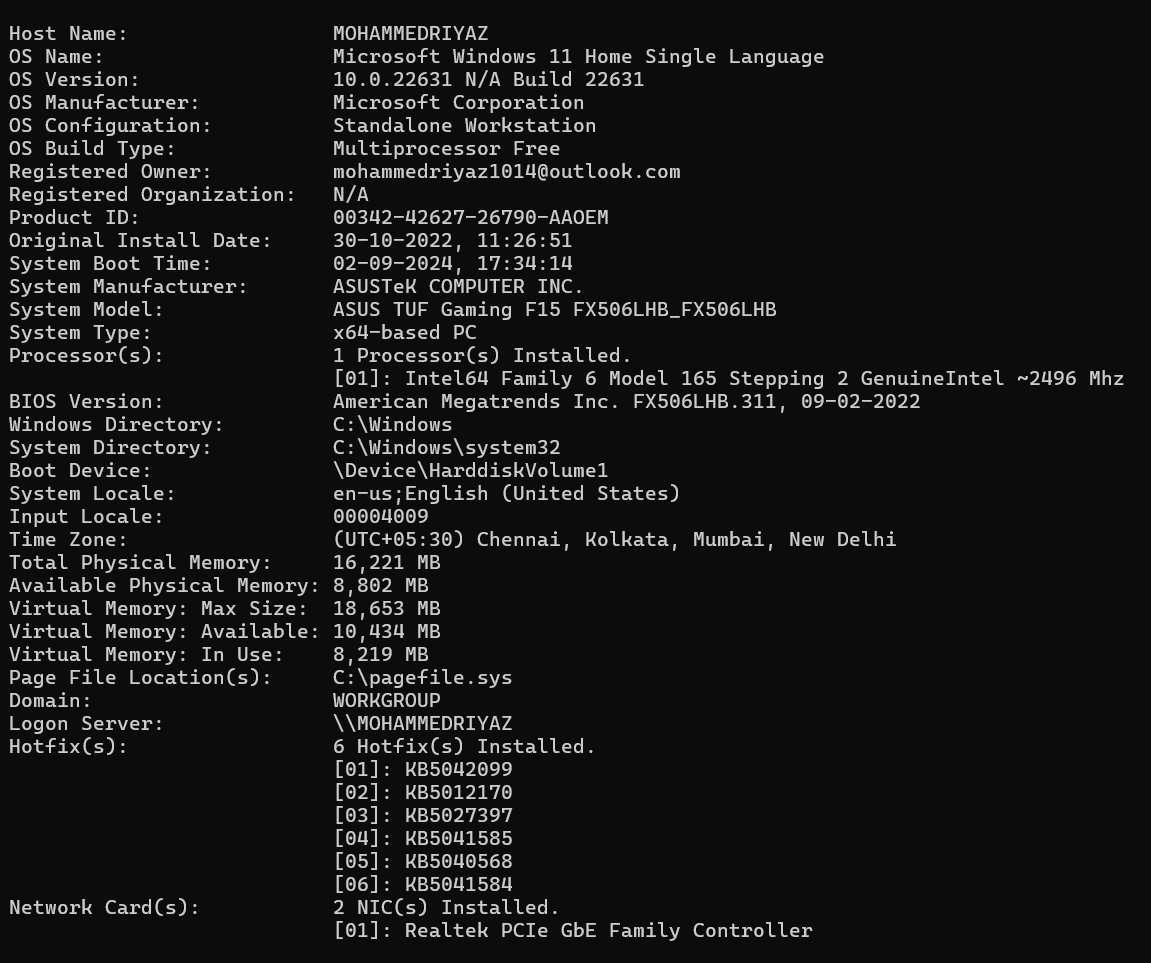 Host Name:                 MOHAMMEDRIYAZ
OS Name:                   Microsoft Windows 11 Home Single Language
OS Version:                10.0.22631 N/A Build 22631
OS Manufacturer:           Microsoft Corporation
OS Configuration:          Standalone Workstation
OS Build Type:             Multiprocessor Free
Registered Owner:          mohammedriyaz1014@outlook.com
Registered Organization:   N/A
Product ID:                00342-42627-26790-AAOEM
Original Install Date:     30-10-2022, 11:26:51
System Boot Time:          02-09-2024, 17:34:14
System Manufacturer:       ASUSTeK COMPUTER INC.
System Model:              ASUS TUF Gaming F15 FX506LHB_FX506LHB
System Type:               x64-based PC
Processor(s):              1 Processor(s) Installed.
                           [01]: Intel64 Family 6 Model 165 Stepping 2 GenuineIntel ~2496 Mhz
BIOS Version:              American Megatrends Inc. FX506LHB.311, 09-02-2022
Windows Directory:         C:\Windows
System Directory:          C:\Windows\system32
Boot Device:               \Device\HarddiskVolume1
System Locale:             en-us;English (United States)
Input Locale:              00004009
Time Zone:                 (UTC+05:30) Chennai, Kolkata, Mumbai, New Delhi
Total Physical Memory:     16,221 MB
Available Physical Memory: 8,802 MB
Virtual Memory: Max Size:  18,653 MB
Virtual Memory: Available: 10,434 MB
Virtual Memory: In Use:    8,219 MB
Page File Location(s):     C:\pagefile.sys
Domain:                    WORKGROUP
Logon Server:              \\MOHAMMEDRIYAZ
Hotfix(s):                 6 Hotfix(s) Installed.
                           [01]: KB5042099
                           [02]: KB5012170
                           [03]: KB5027397
                           [04]: KB5041585
                           [05]: KB5040568
                           [06]: KB5041584
Network Card(s):           2 NIC(s) Installed.
                           [01]: Realtek PCIe GbE Family Controller